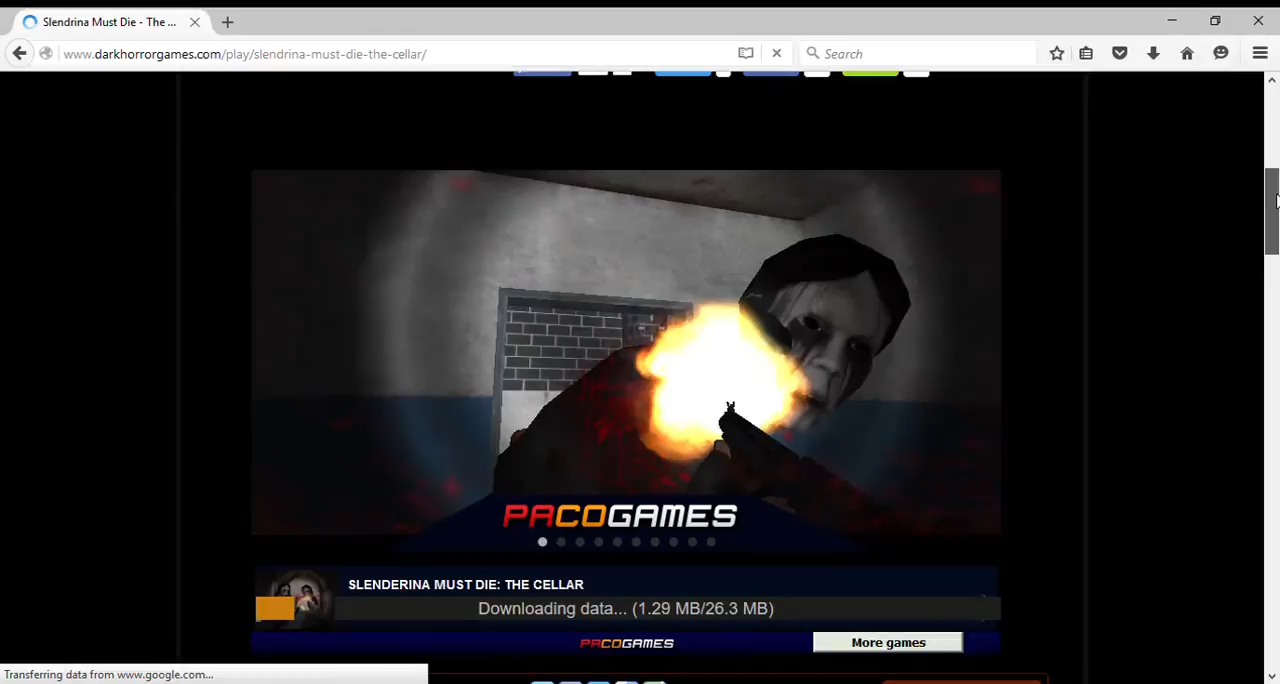 Slendrina Must Die - The ...
www.darkhorrorgames.com/play/slendrina-must-die-the-cellar/
Search
PACOGAMES
SLENDERINA MUST DIE: THE CELLAR
Downloading data... (1.29 MB/26.3 MB)
PACOGAMES
More games
Transferring data from www.google.com...